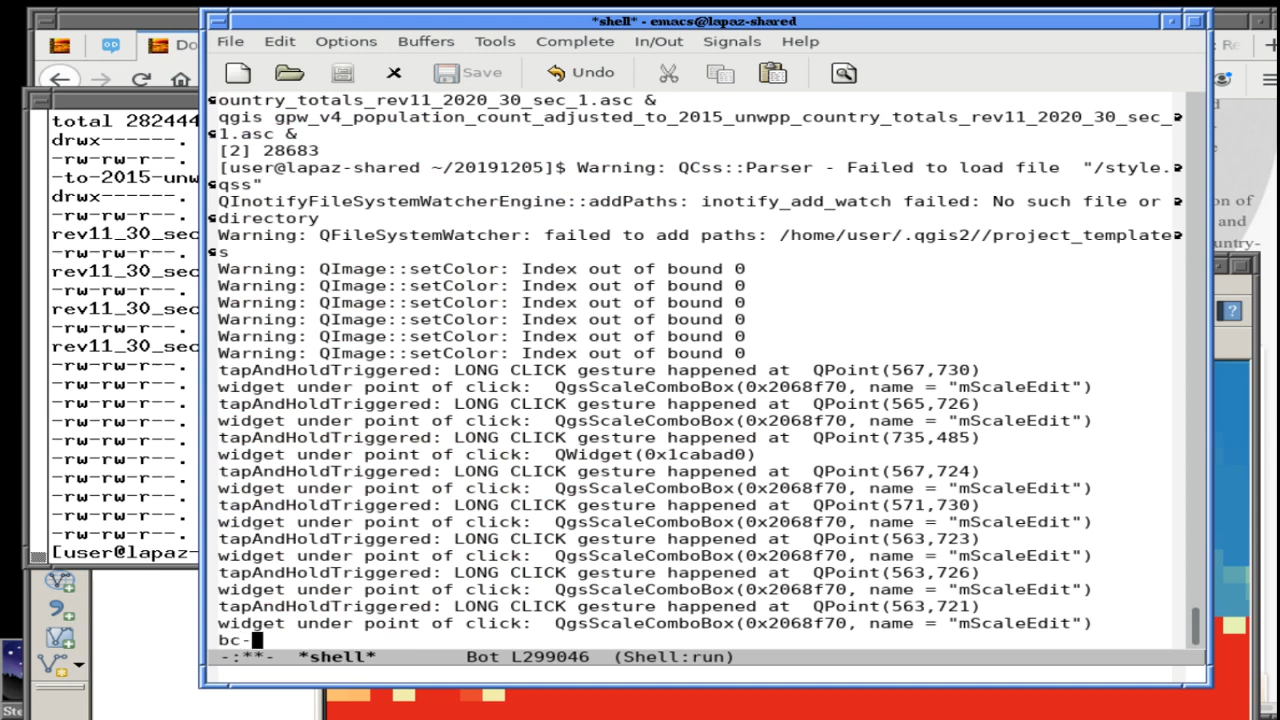 *shell* - emacs@lapaz-shared
File Edit Options Buffers Tools Complete In/Out Signals Help
Save Undo
ountry_totals_rev11_2020_30_sec_1.asc &
qgis gpw_v4_population_count_adjusted_to_2015_unwpp_country_totals_rev11_2020_30_sec_
1.asc &
[2] 28683
[user@lapaz-shared ~/20191205]$ Warning: QCss::Parser - Failed to load file  "/style.
qss"
QInotifyFileSystemWatcherEngine::addPaths: inotify_add_watch failed: No such file or
directory
Warning: QFileSystemWatcher: failed to add paths: /home/user/.qgis2//project_template
s
Warning: QImage::setColor: Index out of bound 0
Warning: QImage::setColor: Index out of bound 0
Warning: QImage::setColor: Index out of bound 0
Warning: QImage::setColor: Index out of bound 0
Warning: QImage::setColor: Index out of bound 0
Warning: QImage::setColor: Index out of bound 0
tapAndHoldTriggered: LONG CLICK gesture happened at  QPoint(567,730)
widget under point of click:  QgsScaleComboBox(0x2068f70, name = "mScaleEdit")
tapAndHoldTriggered: LONG CLICK gesture happened at  QPoint(565,726)
widget under point of click:  QgsScaleComboBox(0x2068f70, name = "mScaleEdit")
tapAndHoldTriggered: LONG CLICK gesture happened at  QPoint(735,485)
widget under point of click:  QWidget(0x1cabad0)
tapAndHoldTriggered: LONG CLICK gesture happened at  QPoint(567,724)
widget under point of click:  QgsScaleComboBox(0x2068f70, name = "mScaleEdit")
tapAndHoldTriggered: LONG CLICK gesture happened at  QPoint(571,730)
widget under point of click:  QgsScaleComboBox(0x2068f70, name = "mScaleEdit")
tapAndHoldTriggered: LONG CLICK gesture happened at  QPoint(563,723)
widget under point of click:  QgsScaleComboBox(0x2068f70, name = "mScaleEdit")
tapAndHoldTriggered: LONG CLICK gesture happened at  QPoint(563,726)
widget under point of click:  QgsScaleComboBox(0x2068f70, name = "mScaleEdit")
tapAndHoldTriggered: LONG CLICK gesture happened at  QPoint(563,721)
widget under point of click:  QgsScaleComboBox(0x2068f70, name = "mScaleEdit")
bc-
-:**-  *shell*  Bot L299046  (Shell:run)
Do
total 2824444
drwx------.
-rw-rw-r--.
-to-2015-unw
drwx------.
-rw-rw-r--.
rev11_30_sec
-rw-rw-r--.
rev11_30_sec
-rw-rw-r--.
rev11_30_sec
-rw-rw-r--.
rev11_30_sec
-rw-rw-r--.
-rw-rw-r--.
-rw-rw-r--.
-rw-rw-r--.
-rw-rw-r--.
-rw-rw-r--.
-rw-rw-r--.
-rw-rw-r--.
-rw-rw-r--.
-rw-rw-r--.
[user@lapaz-
Re
on of
and
untry-
Ste